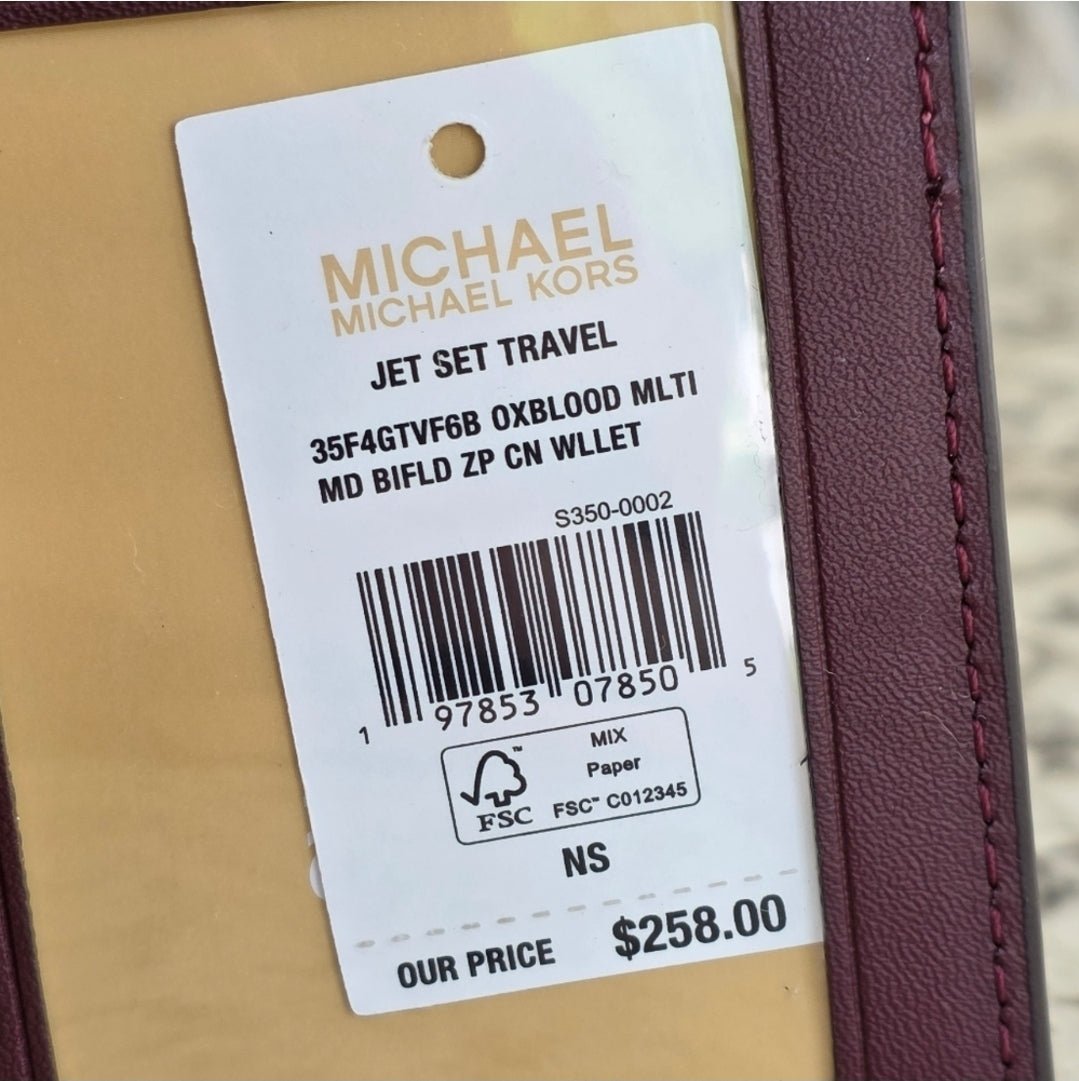 MICHAEL
MICHAEL KORS
JET SET TRAVEL
35F4GTVF6B OXBLOOD MLTI
MD BIFLD ZP CN WLLET
S350-0002
1 97853 07850 5
MIX
Paper
FSC™ C012345
FSC
NS
OUR PRICE $258.00